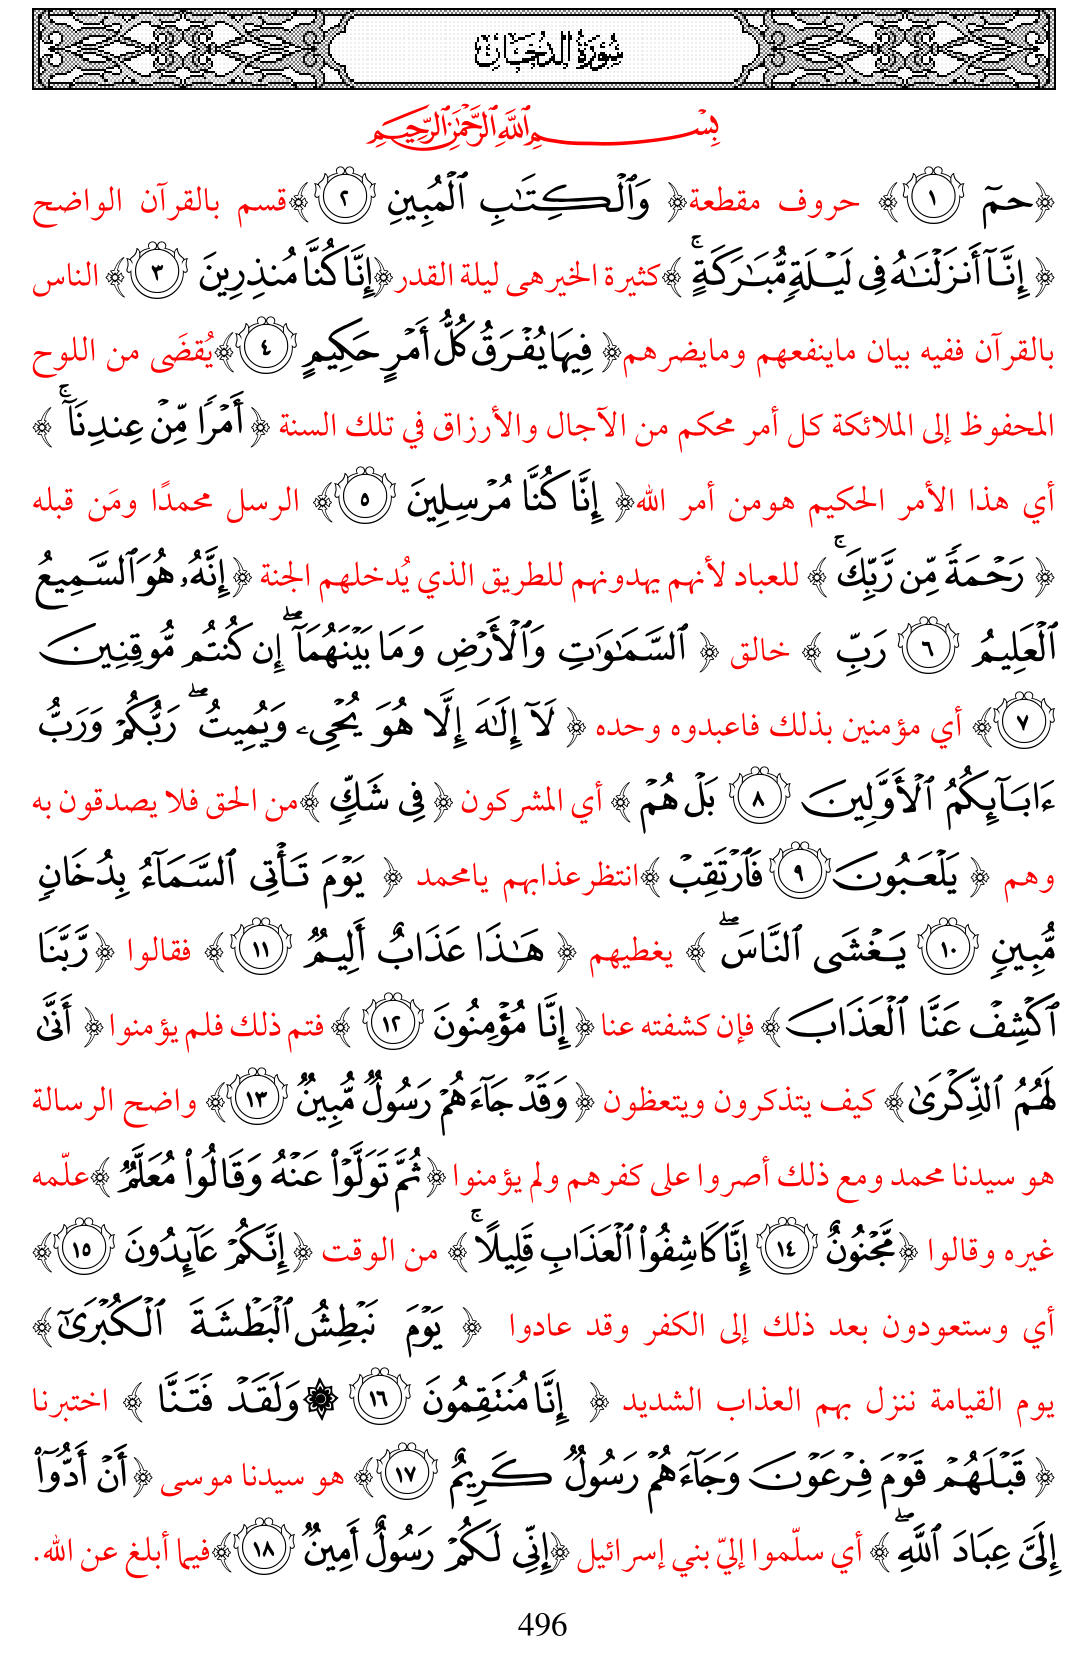 سُورَةُ الدُّخَانِ
بِسْمِ اللَّهِ الرَّحْمَٰنِ الرَّحِيمِ
﴿حمٓ ١﴾ حروف مقطعة﴿ وَٱلْكِتَٰبِ ٱلْمُبِينِ ٢﴾قسم بالقرآن الواضح
﴿ إِنَّآ أَنزَلْنَٰهُ فِى لَيْلَةٍۢ مُّبَٰرَكَةٍ ۚ ﴾كثيرة الخيرهى ليلة القدر﴿إِنَّا كُنَّا مُنذِرِينَ ٣﴾ الناس
بالقرآن ففيه بيان ماينفعهم ومايضرهم﴿ فِيهَا يُفْرَقُ كُلُّ أَمْرٍ حَكِيمٍ ٤﴾يُقضَى من اللوح
المحفوظ إلى الملائكة كل أمر محكم من الآجال والأرزاق في تلك السنة ﴿ أَمْرًا مِّنْ عِندِنَآ ۚ ﴾
أي هذا الأمر الحكيم هومن أمر الله﴿ إِنَّا كُنَّا مُرْسِلِينَ ٥﴾ الرسل محمدًا ومَن قبله
﴿ رَحْمَةً مِّن رَّبِّكَ ۚ ﴾ للعباد لأنهم يهدونهم للطريق الذي يُدخلهم الجنة ﴿إِنَّهُۥ هُوَ ٱلسَّمِيعُ
ٱلْعَلِيمُ ٦ رَبِّ ﴾ خالق ﴿ ٱلسَّمَٰوَٰتِ وَٱلْأَرْضِ وَمَا بَيْنَهُمَآ ۖ إِن كُنتُم مُّوقِنِينَ
٧﴾ أي مؤمنين بذلك فاعبدوه وحده ﴿ لَآ إِلَٰهَ إِلَّا هُوَ يُحْىِۦ وَيُمِيتُ ۖ رَبُّكُمْ وَرَبُّ
ءَابَآئِكُمُ ٱلْأَوَّلِينَ ٨ بَلْ هُمْ ﴾ أي المشركون ﴿ فِى شَكٍّ ﴾من الحق فلا يصدقون به
وهم ﴿ يَلْعَبُونَ ٩ فَٱرْتَقِبْ ﴾انتظرعذابهم يامحمد ﴿ يَوْمَ تَأْتِى ٱلسَّمَآءُ بِدُخَانٍ
مُّبِينٍ ١٠ يَغْشَى ٱلنَّاسَ ۖ ﴾ يغطيهم ﴿ هَٰذَا عَذَابٌ أَلِيمٌ ١١﴾ فقالوا ﴿ رَّبَّنَا
ٱكْشِفْ عَنَّا ٱلْعَذَابَ﴾ فإن كشفته عنا﴿ إِنَّا مُؤْمِنُونَ ١٢ ﴾ فتم ذلك فلم يؤمنوا﴿ أَنَّىٰ
لَهُمُ ٱلذِّكْرَىٰ﴾ كيف يتذكرون ويتعظون ﴿ وَقَدْ جَآءَهُمْ رَسُولٌ مُّبِينٌ ١٣﴾ واضح الرسالة
هو سيدنا محمد ومع ذلك أصروا على كفرهم ولم يؤمنوا﴿ ثُمَّ تَوَلَّوْا۟ عَنْهُ وَقَالُوا۟ مُعَلَّمٌ ﴾علّمه
غيره وقالوا ﴿مَّجْنُونٌ ١٤ إِنَّا كَاشِفُوا۟ ٱلْعَذَابِ قَلِيلًا ۚ ﴾ من الوقت ﴿ إِنَّكُمْ عَآئِدُونَ ١٥﴾
أي وستعودون بعد ذلك إلى الكفر وقد عادوا ﴿ يَوْمَ نَبْطِشُ ٱلْبَطْشَةَ ٱلْكُبْرَىٰٓ﴾
يوم القيامة ننزل بهم العذاب الشديد ﴿ إِنَّا مُنتَقِمُونَ ١٦ ۞وَلَقَدْ فَتَنَّا ﴾ اختبرنا
﴿ قَبْلَهُمْ قَوْمَ فِرْعَوْنَ وَجَآءَهُمْ رَسُولٌ كَرِيمٌ ١٧﴾ هو سيدنا موسى ﴿أَنْ أَدُّوٓا۟
إِلَىَّ عِبَادَ ٱللَّهِ ۖ ﴾ أي سلّموا إليّ بني إسرائيل ﴿إِنِّى لَكُمْ رَسُولٌ أَمِينٌ ١٨﴾فيما أبلغ عن الله.
496